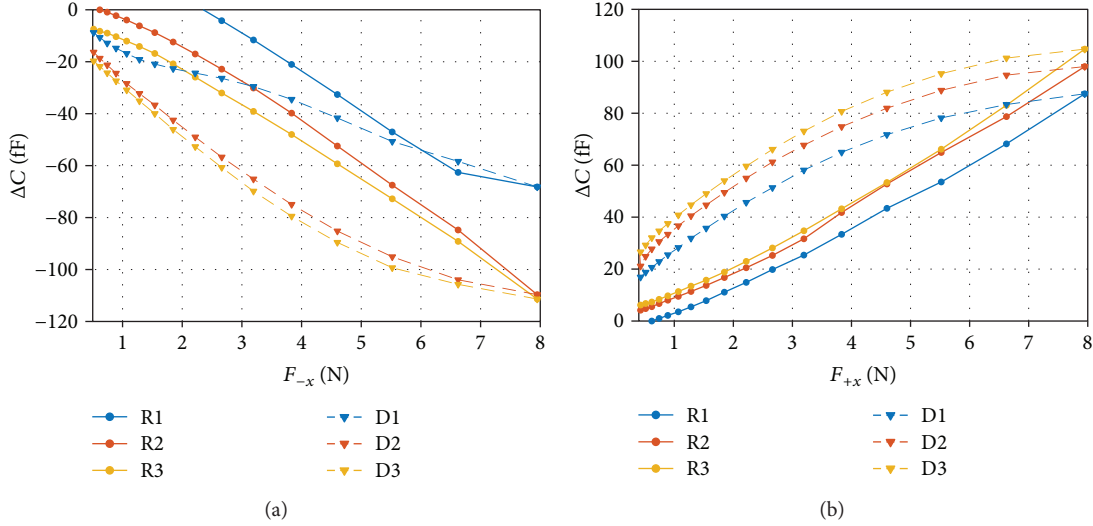 0
−20
−40
−60
−80
−100
−120
ΔC (fF)
1 2 3 4 5 6 7 8
F−x (N)
R1
R2
R3
D1
D2
D3
(a)
120
100
80
60
40
20
0
ΔC (fF)
1 2 3 4 5 6 7 8
F+x (N)
R1
R2
R3
D1
D2
D3
(b)